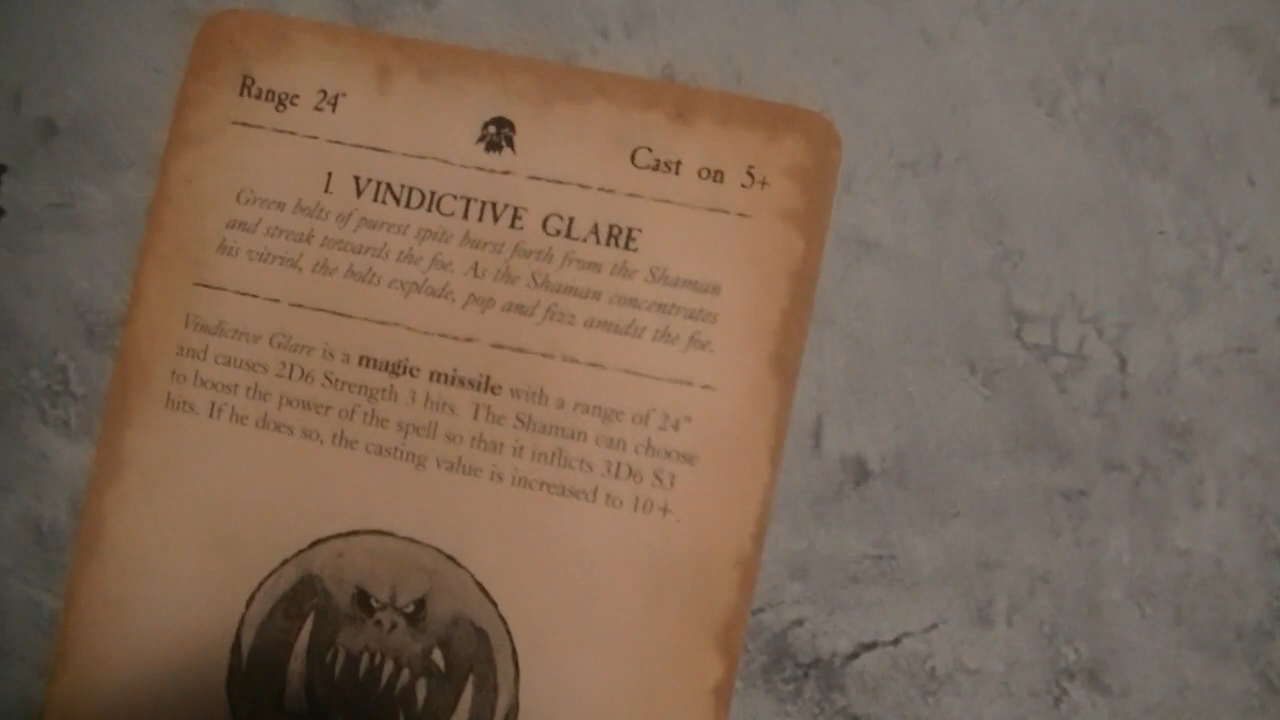 Range 24"
Cast on 5+
1. VINDICTIVE GLARE
Green bolts of purest spite burst forth from the Shaman
and streak towards the foe. As the Shaman concentrates
his vitriol, the bolts explode, pop and fizz amidst the foe.
Vindictive Glare is a magic missile with a range of 24"
and causes 2D6 Strength 3 hits. The Shaman can choose
to boost the power of the spell so that it inflicts 3D6 S3
hits. If he does so, the casting value is increased to 10+.